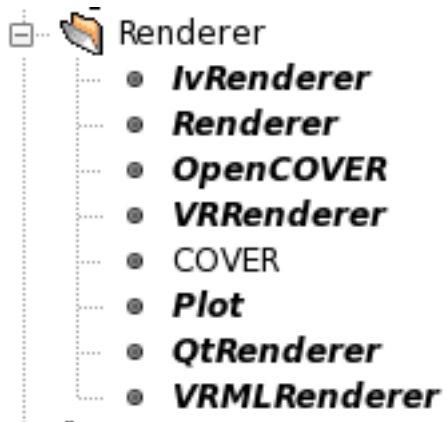 Renderer
IvRenderer
Renderer
OpenCOVER
VRRenderer
COVER
Plot
QtRenderer
VRMLRenderer